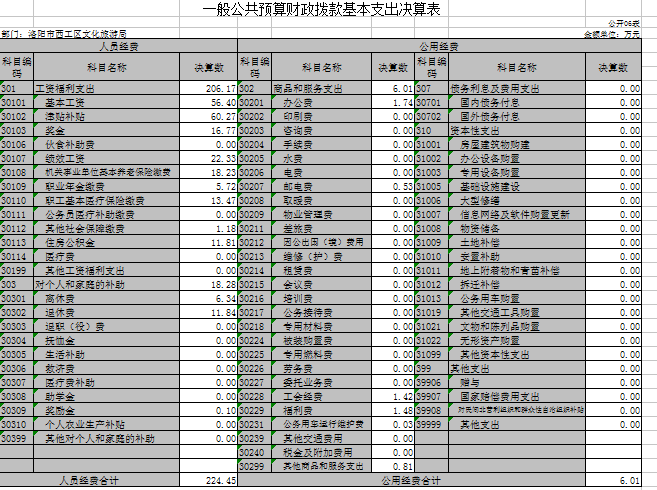 一般公共预算财政拨款基本支出决算表
公开06表
部门：洛阳市西工区文化旅游局 金额单位：万元
人员经费 公用经费
科目编码 科目名称 决算数 科目编码 科目名称 决算数 科目编码 科目名称 决算数
301 工资福利支出 206.17 302 商品和服务支出 6.01 307 债务利息及费用支出 0.00
30101 基本工资 56.40 30201 办公费 1.74 30701 国内债务付息 0.00
30102 津贴补贴 60.27 30202 印刷费 0.00 30702 国外债务付息 0.00
30103 奖金 16.77 30203 咨询费 0.00 310 资本性支出 0.00
30106 伙食补助费 0.00 30204 手续费 0.00 31001 房屋建筑物购建 0.00
30107 绩效工资 22.33 30205 水费 0.00 31002 办公设备购置 0.00
30108 机关事业单位基本养老保险缴费 18.23 30206 电费 0.00 31003 专用设备购置 0.00
30109 职业年金缴费 5.72 30207 邮电费 0.53 31005 基础设施建设 0.00
30110 职工基本医疗保险缴费 13.47 30208 取暖费 0.00 31006 大型修缮 0.00
30111 公务员医疗补助缴费 0.00 30209 物业管理费 0.00 31007 信息网络及软件购置更新 0.00
30112 其他社会保障缴费 1.18 30211 差旅费 0.00 31008 物资储备 0.00
30113 住房公积金 11.81 30212 因公出国（境）费用 0.00 31009 土地补偿 0.00
30114 医疗费 0.00 30213 维修（护）费 0.00 31010 安置补助 0.00
30199 其他工资福利支出 0.00 30214 租赁费 0.00 31011 地上附着物和青苗补偿 0.00
303 对个人和家庭的补助 18.28 30215 会议费 0.00 31012 拆迁补偿 0.00
30301 离休费 6.34 30216 培训费 0.00 31013 公务用车购置 0.00
30302 退休费 11.84 30217 公务接待费 0.00 31019 其他交通工具购置 0.00
30303 退职（役）费 0.00 30218 专用材料费 0.00 31021 文物和陈列品购置 0.00
30304 抚恤金 0.00 30224 被装购置费 0.00 31022 无形资产购置 0.00
30305 生活补助 0.00 30225 专用燃料费 0.00 31099 其他资本性支出 0.00
30306 救济费 0.00 30226 劳务费 0.00 399 其他支出 0.00
30307 医疗费补助 0.00 30227 委托业务费 0.00 39906 赠与 0.00
30308 助学金 0.00 30228 工会经费 1.42 39907 国家赔偿费用支出 0.00
30309 奖励金 0.10 30229 福利费 1.48 39908 对民间非营利组织和群众性自治组织补贴 0.00
30310 个人农业生产补贴 0.00 30231 公务用车运行维护费 0.03 39999 其他支出 0.00
30399 其他对个人和家庭的补助 0.00 30239 其他交通费用 0.00
30240 税金及附加费用 0.00
30299 其他商品和服务支出 0.81
人员经费合计 224.45 公用经费合计 6.01